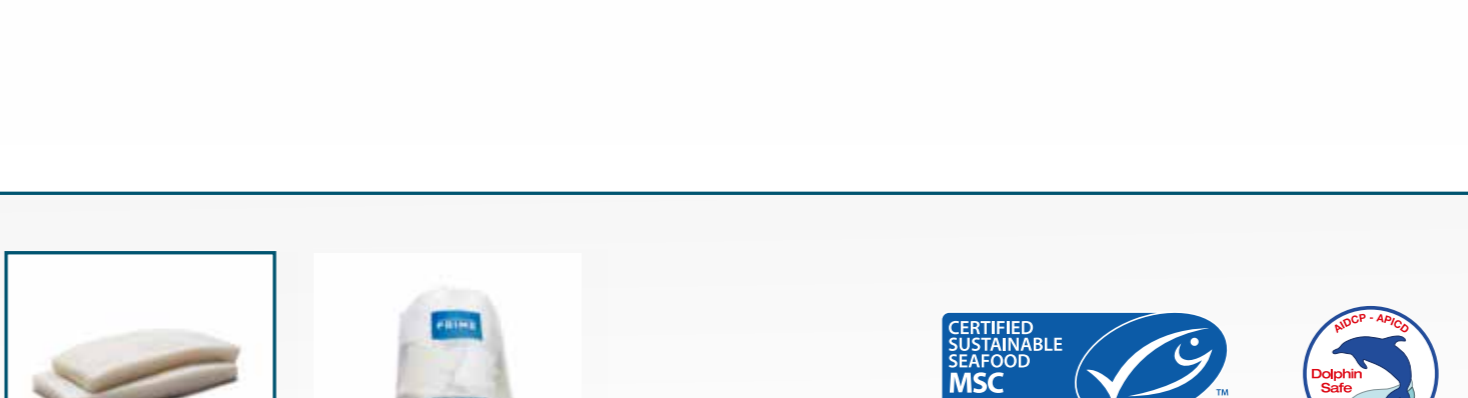 PRIME
CERTIFIED
SUSTAINABLE
SEAFOOD
MSC
TM
AIDCP - APICD
Dolphin
Safe